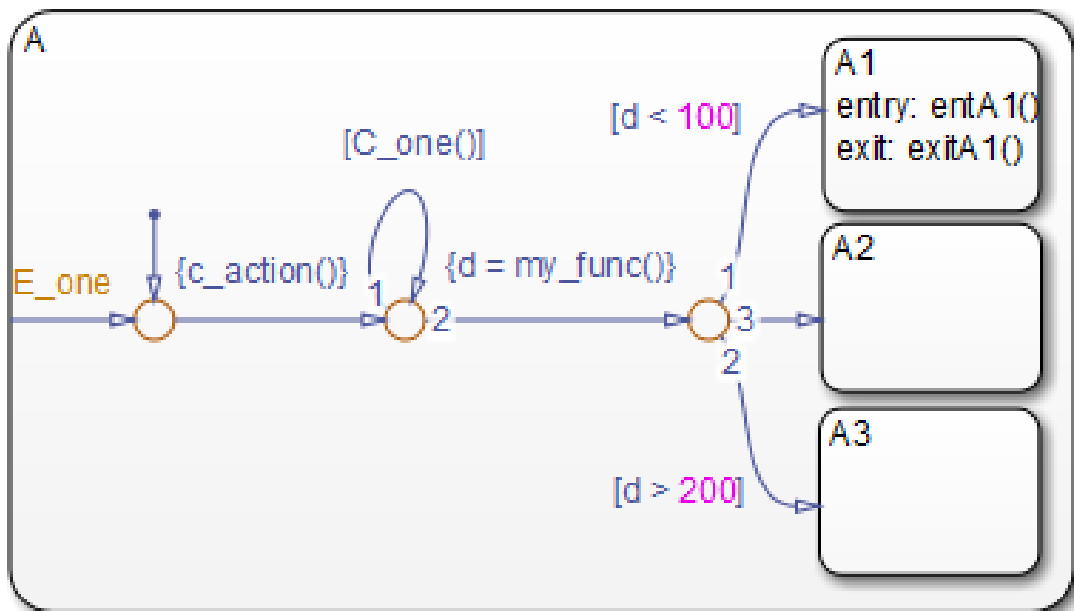 A
A1
entry: entA1()
exit: exitA1()
[d < 100]
[C_one()]
A2
E_one
{c_action()}
{d = my_func()}
1
1
2
3
2
A3
[d > 200]